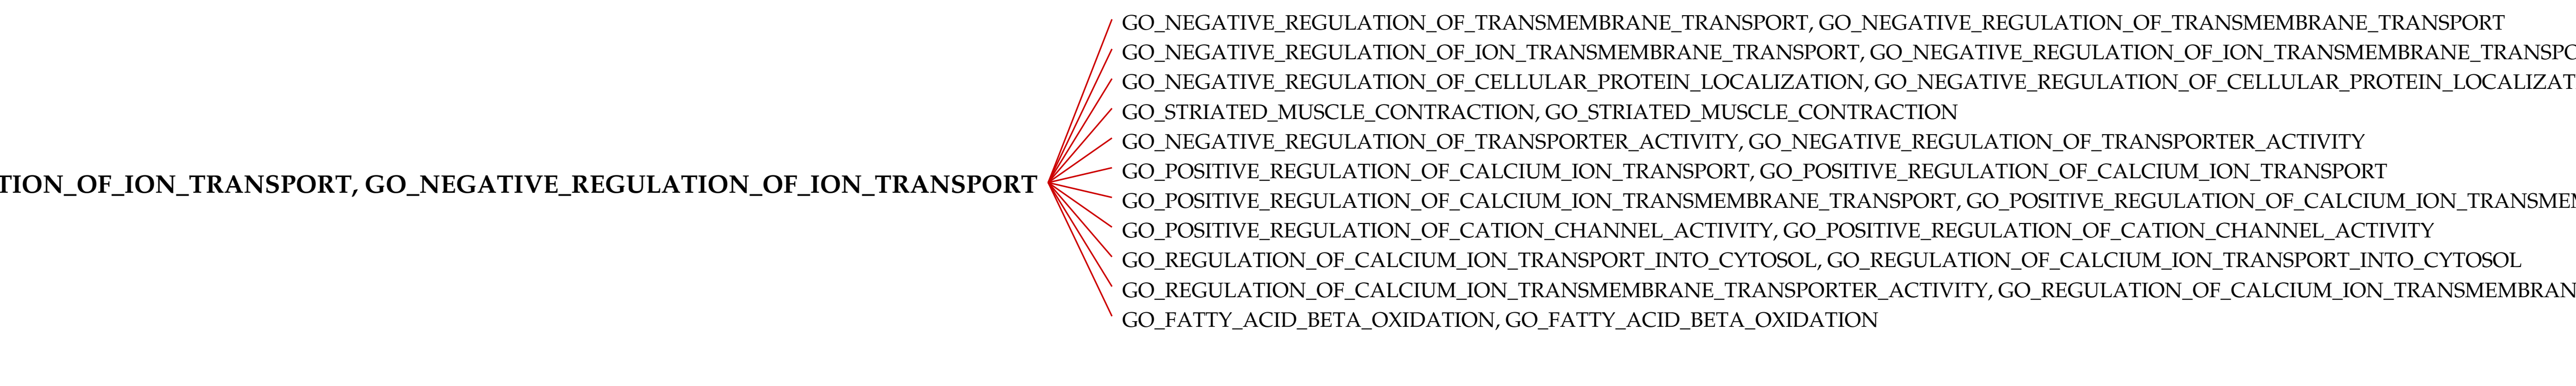 GO_NEGATIVE_REGULATION_OF_TRANSMEMBRANE_TRANSPORT, GO_NEGATIVE_REGULATION_OF_TRANSMEMBRANE_TRANSPORT
GO_NEGATIVE_REGULATION_OF_ION_TRANSMEMBRANE_TRANSPORT, GO_NEGATIVE_REGULATION_OF_ION_TRANSMEMBRANE_TRANSPO
GO_NEGATIVE_REGULATION_OF_CELLULAR_PROTEIN_LOCALIZATION, GO_NEGATIVE_REGULATION_OF_CELLULAR_PROTEIN_LOCALIZAT
GO_STRIATED_MUSCLE_CONTRACTION, GO_STRIATED_MUSCLE_CONTRACTION
GO_NEGATIVE_REGULATION_OF_TRANSPORTER_ACTIVITY, GO_NEGATIVE_REGULATION_OF_TRANSPORTER_ACTIVITY
GO_POSITIVE_REGULATION_OF_CALCIUM_ION_TRANSPORT, GO_POSITIVE_REGULATION_OF_CALCIUM_ION_TRANSPORT
TION_OF_ION_TRANSPORT, GO_NEGATIVE_REGULATION_OF_ION_TRANSPORT
GO_POSITIVE_REGULATION_OF_CALCIUM_ION_TRANSMEMBRANE_TRANSPORT, GO_POSITIVE_REGULATION_OF_CALCIUM_ION_TRANSMEM
GO_POSITIVE_REGULATION_OF_CATION_CHANNEL_ACTIVITY, GO_POSITIVE_REGULATION_OF_CATION_CHANNEL_ACTIVITY
GO_REGULATION_OF_CALCIUM_ION_TRANSPORT_INTO_CYTOSOL, GO_REGULATION_OF_CALCIUM_ION_TRANSPORT_INTO_CYTOSOL
GO_REGULATION_OF_CALCIUM_ION_TRANSMEMBRANE_TRANSPORTER_ACTIVITY, GO_REGULATION_OF_CALCIUM_ION_TRANSMEMBRAN
GO_FATTY_ACID_BETA_OXIDATION, GO_FATTY_ACID_BETA_OXIDATION